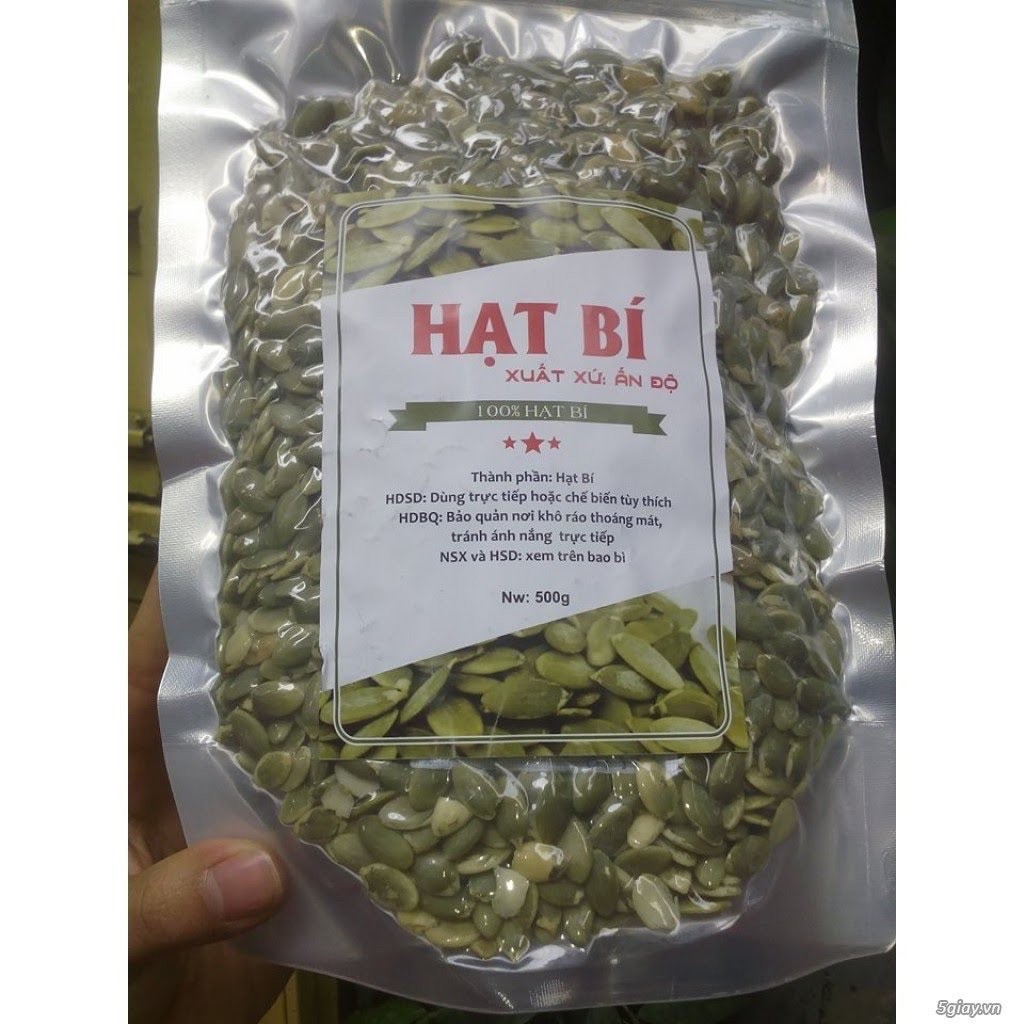 HẠT BÍ
XUẤT XỨ: ẤN ĐỘ
100% HẠT BÍ
Thành phần: Hạt Bí
HDSD: Dùng trực tiếp hoặc chế biến tùy thích
HDBQ: Bảo quản nơi khô ráo thoáng mát,
tránh ánh nắng trực tiếp
NSX và HSD: xem trên bao bì
Nw: 500g
5giay.vn